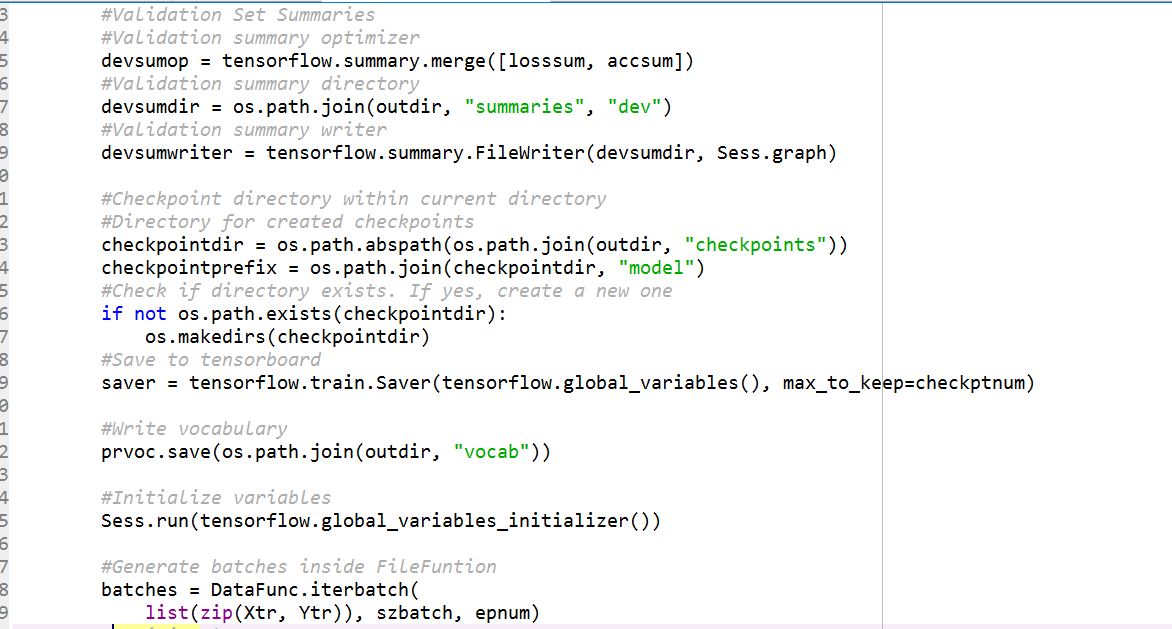 3 #Validation Set Summaries
4 #Validation summary optimizer
5 devsumop = tensorflow.summary.merge([losssum, accsum])
6 #Validation summary directory
7 devsumdir = os.path.join(outdir, "summaries", "dev")
8 #Validation summary writer
9 devsumwriter = tensorflow.summary.FileWriter(devsumdir, Sess.graph)
0
1 #Checkpoint directory within current directory
2 #Directory for created checkpoints
3 checkpointdir = os.path.abspath(os.path.join(outdir, "checkpoints"))
4 checkpointprefix = os.path.join(checkpointdir, "model")
5 #Check if directory exists. If yes, create a new one
6 if not os.path.exists(checkpointdir):
7 os.makedirs(checkpointdir)
8 #Save to tensorboard
9 saver = tensorflow.train.Saver(tensorflow.global_variables(), max_to_keep=checkptnum)
0
1 #Write vocabulary
2 prvoc.save(os.path.join(outdir, "vocab"))
3
4 #Initialize variables
5 Sess.run(tensorflow.global_variables_initializer())
6
7 #Generate batches inside FileFuntion
8 batches = DataFunc.iterbatch(
9 list(zip(Xtr, Ytr)), szbatch, epnum)